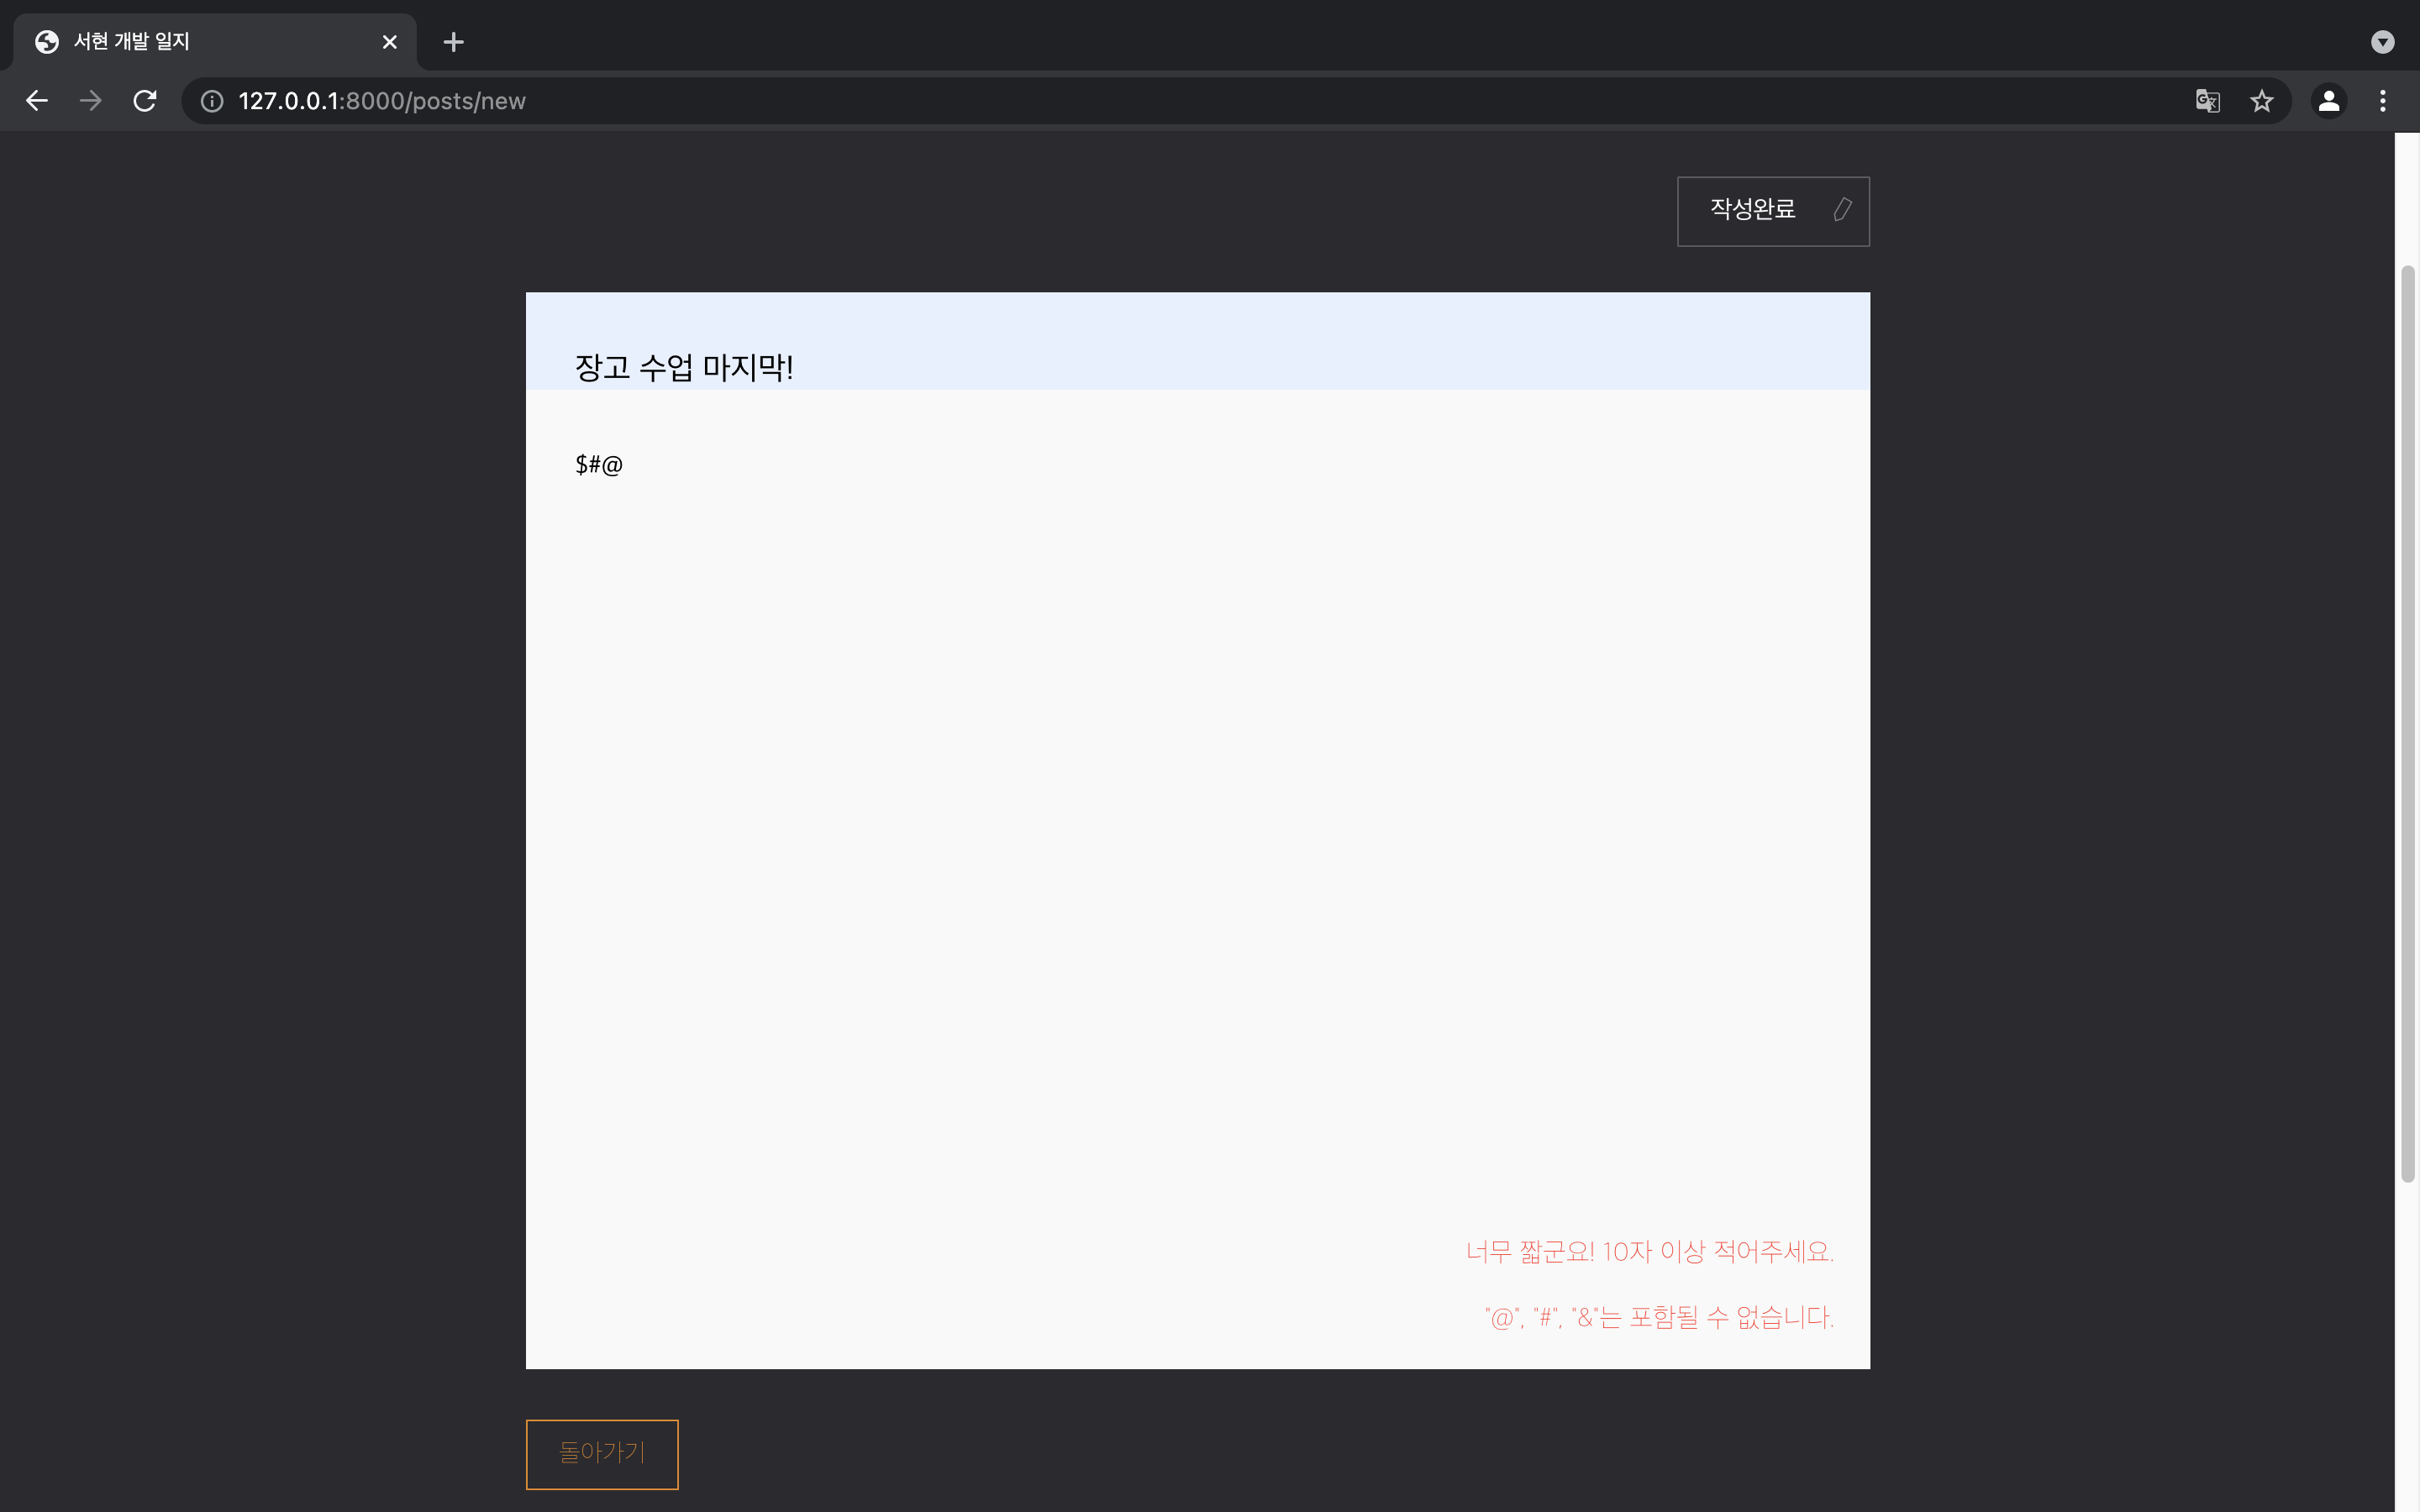 서현 개발 일지
127.0.0.1:8000/posts/new
작성완료
장고 수업 마지막!
$#@
너무 짧군요! 10자 이상 적어주세요.
"@", "#", "&"는 포함될 수 없습니다.
돌아가기